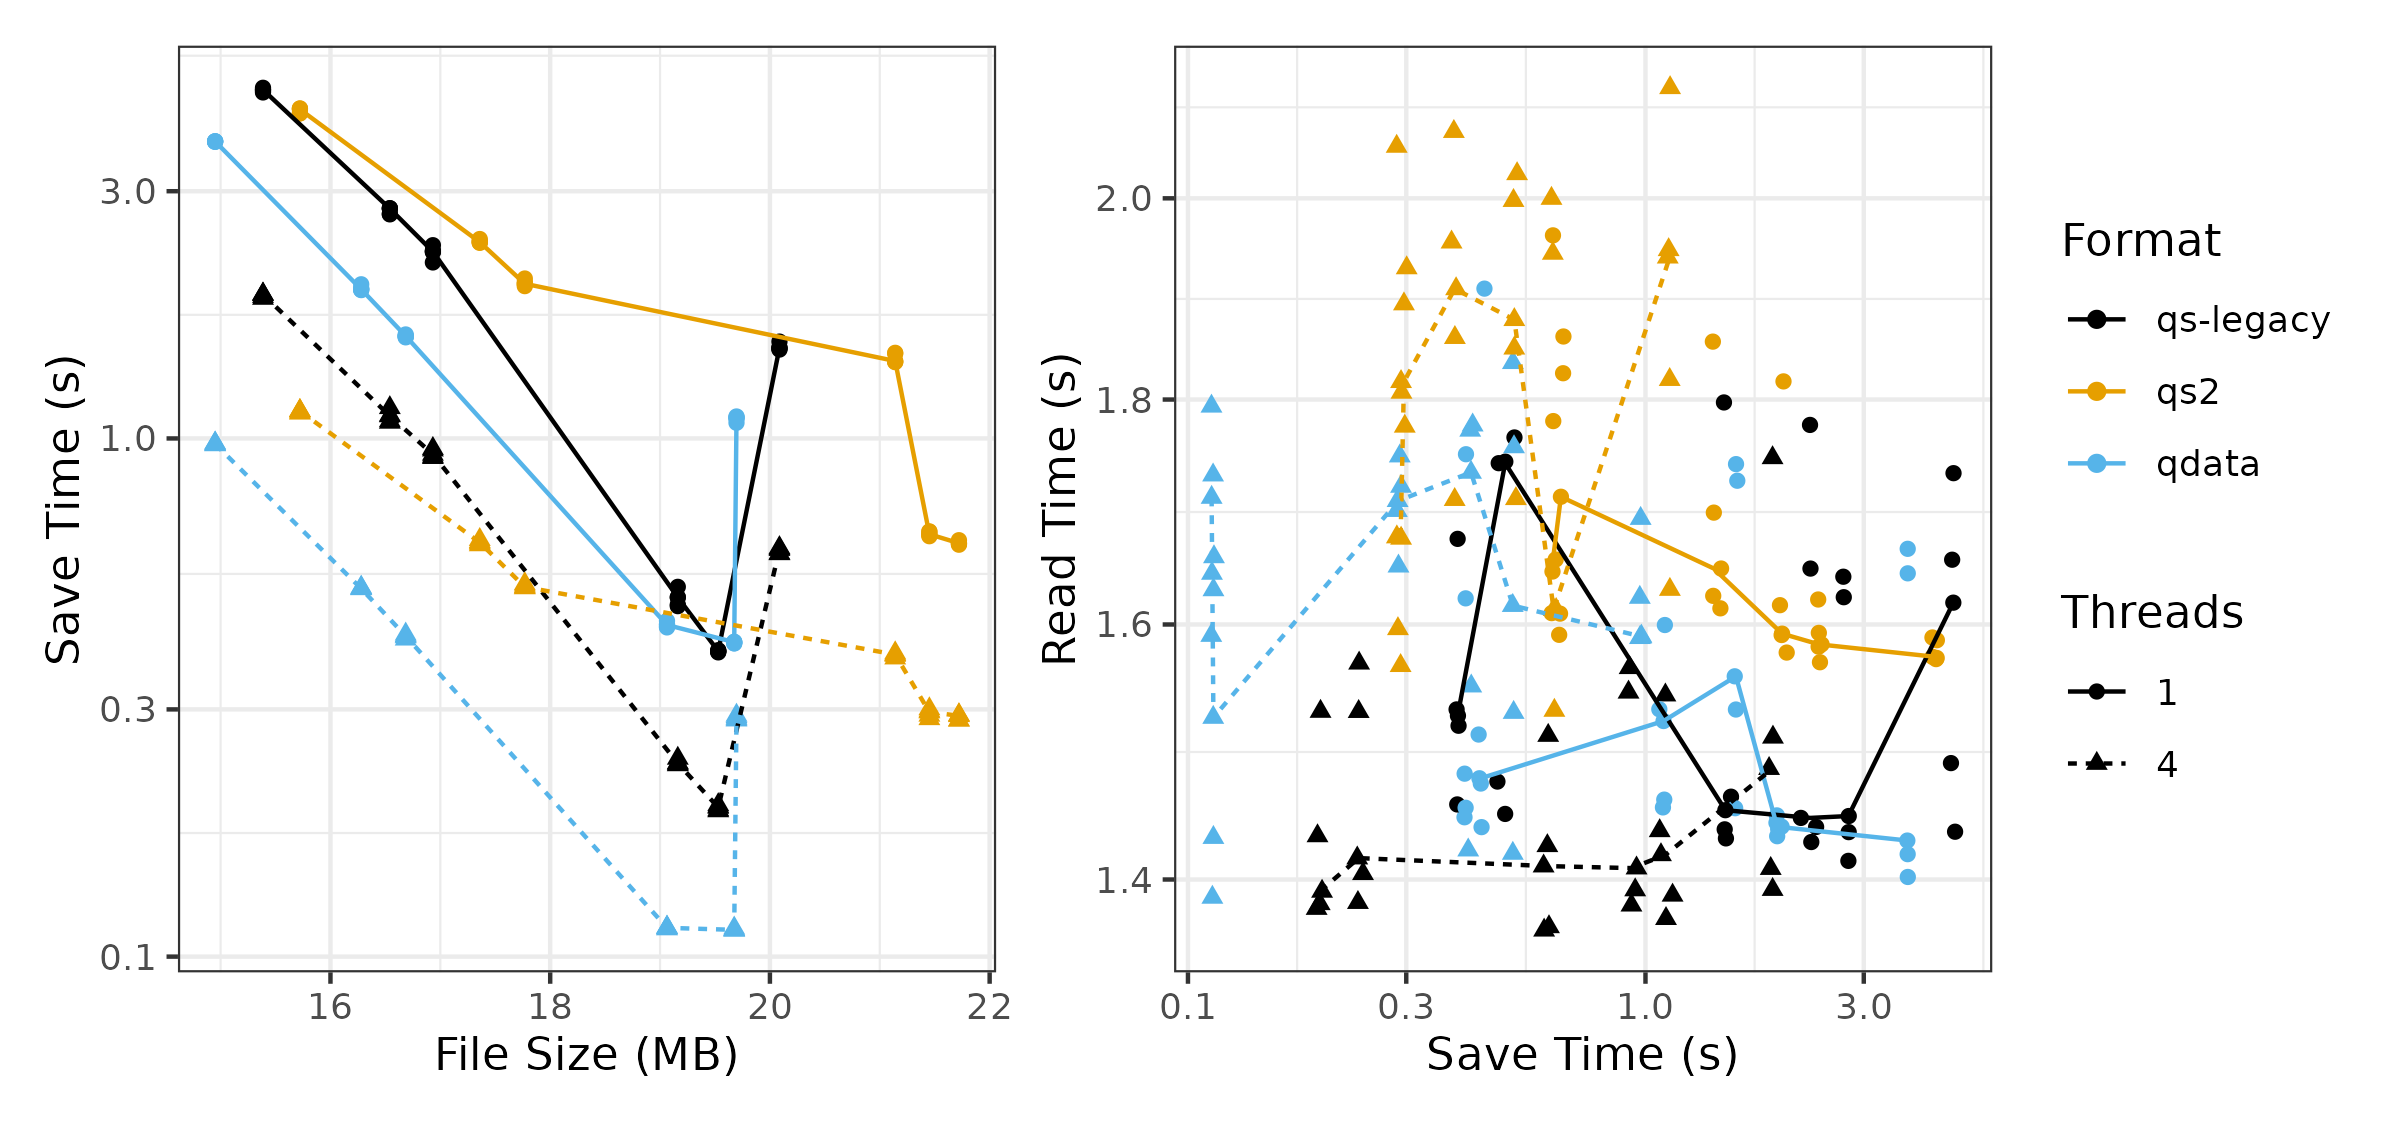 3.0
1.0
0.3
0.1
Save Time (s)
16 18 20 22
File Size (MB)
2.0
1.8
1.6
1.4
Read Time (s)
0.1 0.3 1.0 3.0
Save Time (s)
Format
qs-legacy
qs2
qdata
Threads
1
4